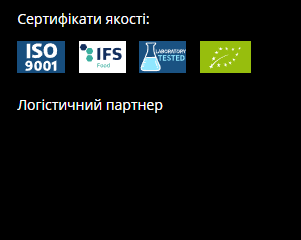 Сертифікати якості:
ISO
9001
IFS
Food
LABORATORY
TESTED
Логістичний партнер